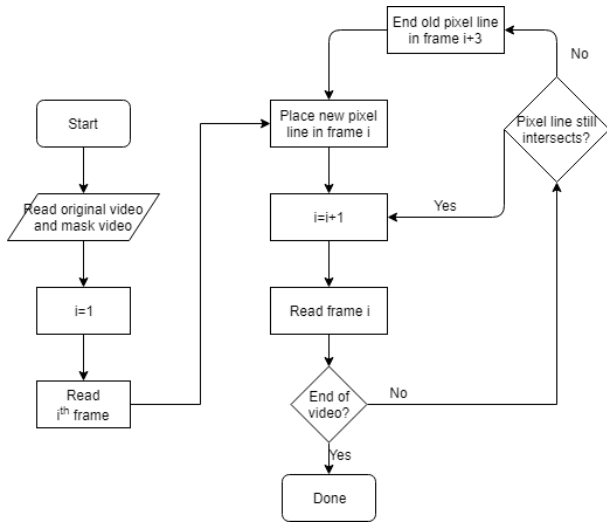 Start
Read original video
and mask video
i=1
Read
ith frame
End old pixel line
in frame i+3
Place new pixel
line in frame i
i=i+1
Read frame i
End of
video?
Yes
Done
No
Pixel line still
intersects?
Yes
No